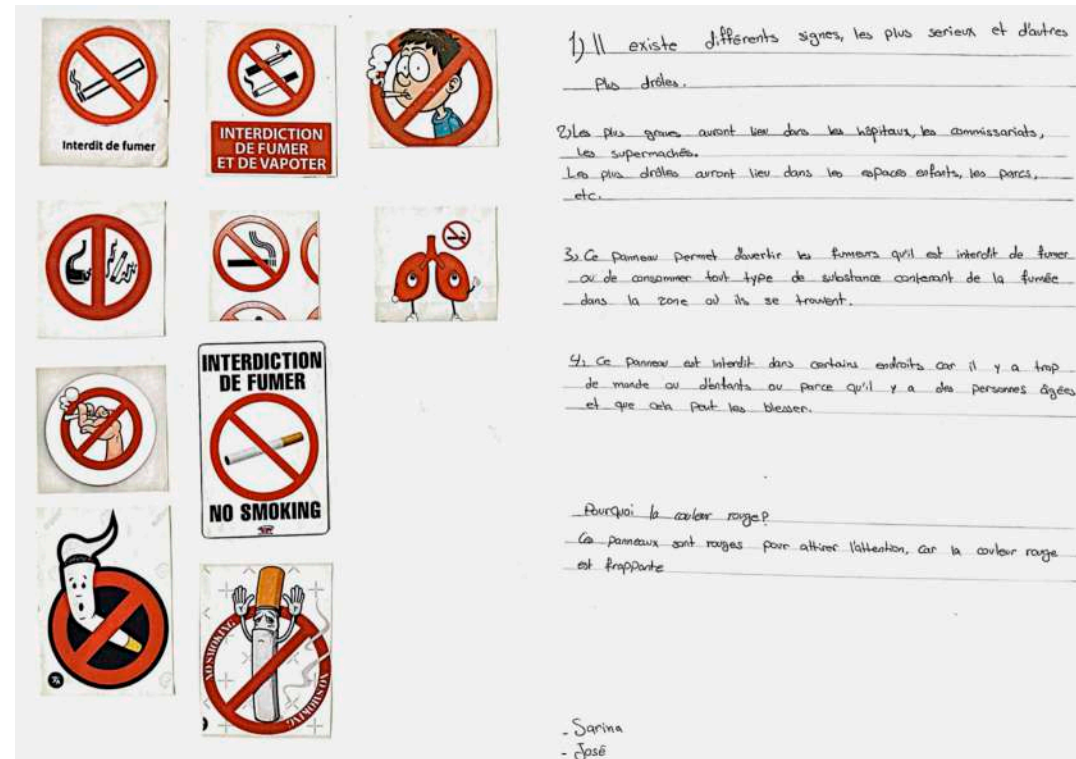 Interdit de fumer
INTERDICTION
DE FUMER
ET DE VAPOTER
INTERDICTION
DE FUMER
NO SMOKING
NO SMOKING
NO SMOKING
1) Il existe différents signes, les plus serieux et d'autres
plus drôles.
2) Les plus graves auront lieu dans les hôpitaux, les commissariats,
les supermachés.
Les plus drôles auront lieu dans les espaces enfants, les parcs,
etc.
3) Ce panneau permet d'avertir les fumeurs qu'il est interdit de fumer
ou de consommer tout type de substance contenant de la fumée
dans la zone où ils se trouvent.
4) Ce panneau est interdit dans certains endroits car il y a trop
de monde ou d'enfants ou parce qu'il y a des personnes âgées
et que cela peut les blesser.
Pourquoi la couleur rouge?
Ces panneaux sont rouges pour attirer l'attention, car la couleur rouge
est frappante
- Sarina
- José